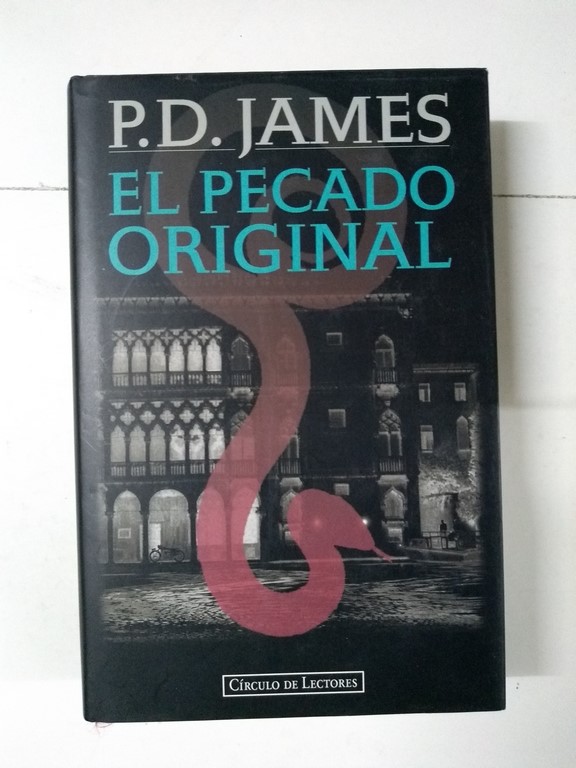 P.D. JAMES
EL PECADO
ORIGINAL
CÍRCULO DE LECTORES